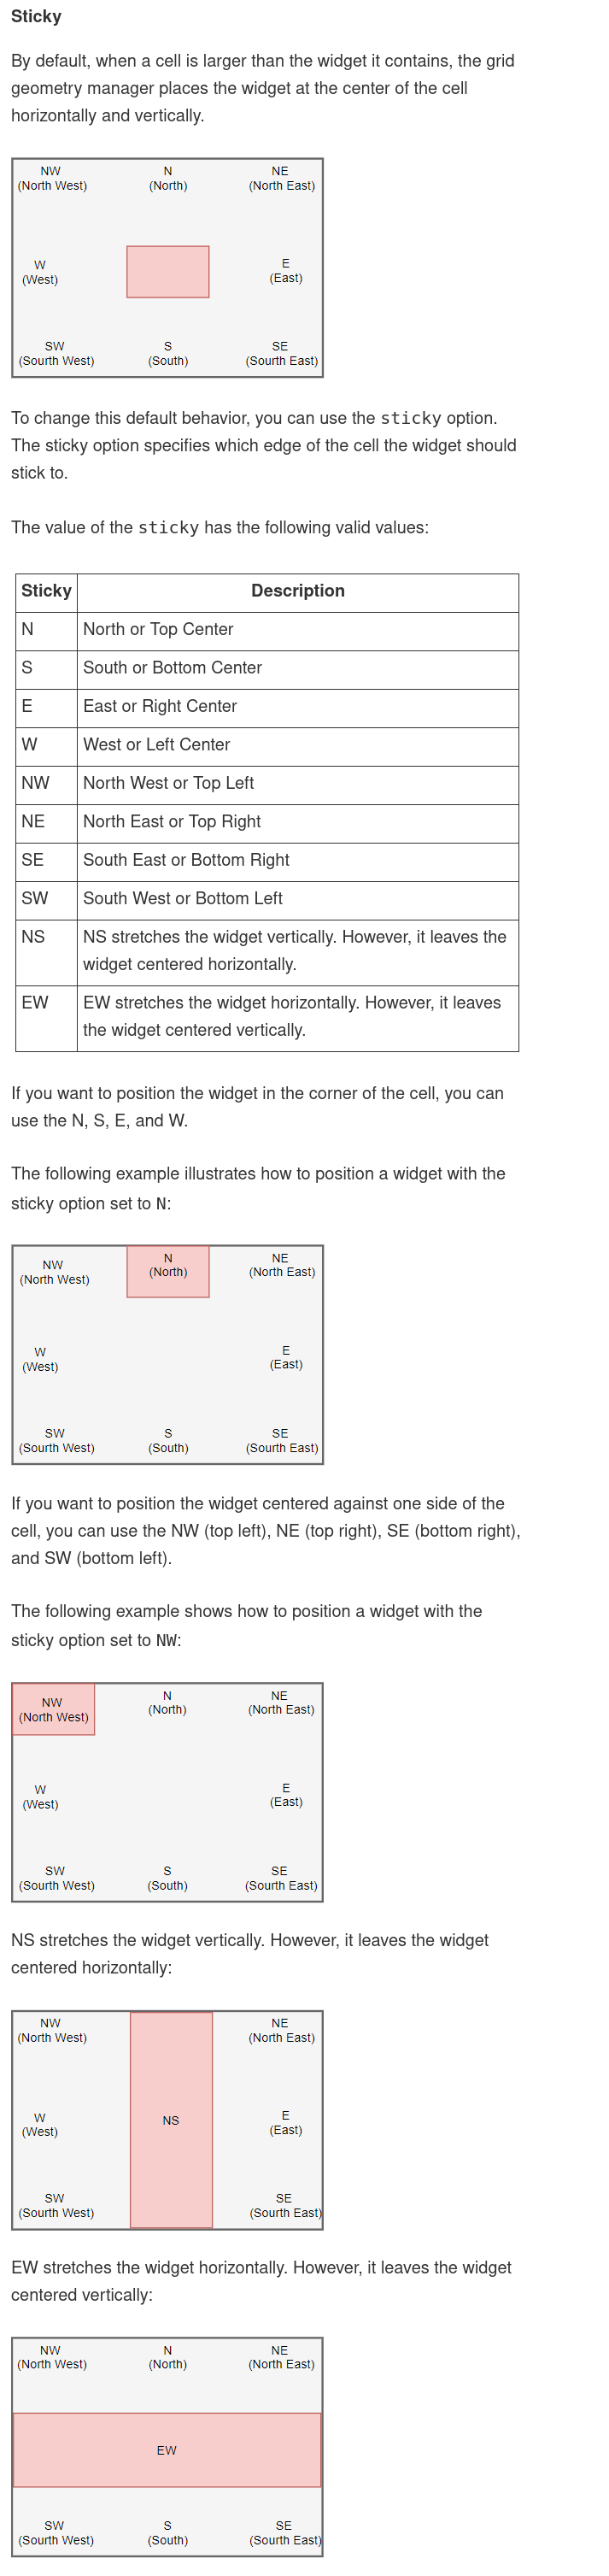 Sticky
By default, when a cell is larger than the widget it contains, the grid
geometry manager places the widget at the center of the cell
horizontally and vertically.
NW N NE
(North West) (North) (North East)
W E
(West) (East)
SW S SE
(Sourth West) (South) (Sourth East)
To change this default behavior, you can use the sticky option.
The sticky option specifies which edge of the cell the widget should
stick to.
The value of the sticky has the following valid values:
Sticky Description
N North or Top Center
S South or Bottom Center
E East or Right Center
W West or Left Center
NW North West or Top Left
NE North East or Top Right
SE South East or Bottom Right
SW South West or Bottom Left
NS NS stretches the widget vertically. However, it leaves the
widget centered horizontally.
EW EW stretches the widget horizontally. However, it leaves
the widget centered vertically.
If you want to position the widget in the corner of the cell, you can
use the N, S, E, and W.
The following example illustrates how to position a widget with the
sticky option set to N:
NW N NE
(North West) (North) (North East)
W E
(West) (East)
SW S SE
(Sourth West) (South) (Sourth East)
If you want to position the widget centered against one side of the
cell, you can use the NW (top left), NE (top right), SE (bottom right),
and SW (bottom left).
The following example shows how to position a widget with the
sticky option set to NW:
NW N NE
(North West) (North) (North East)
W E
(West) (East)
SW S SE
(Sourth West) (South) (Sourth East)
NS stretches the widget vertically. However, it leaves the widget
centered horizontally:
NW NE
(North West) (North East)
W NS E
(West) (East)
SW SE
(Sourth West) (Sourth East)
EW stretches the widget horizontally. However, it leaves the widget
centered vertically:
NW N NE
(North West) (North) (North East)
EW
SW S SE
(Sourth West) (South) (Sourth East)